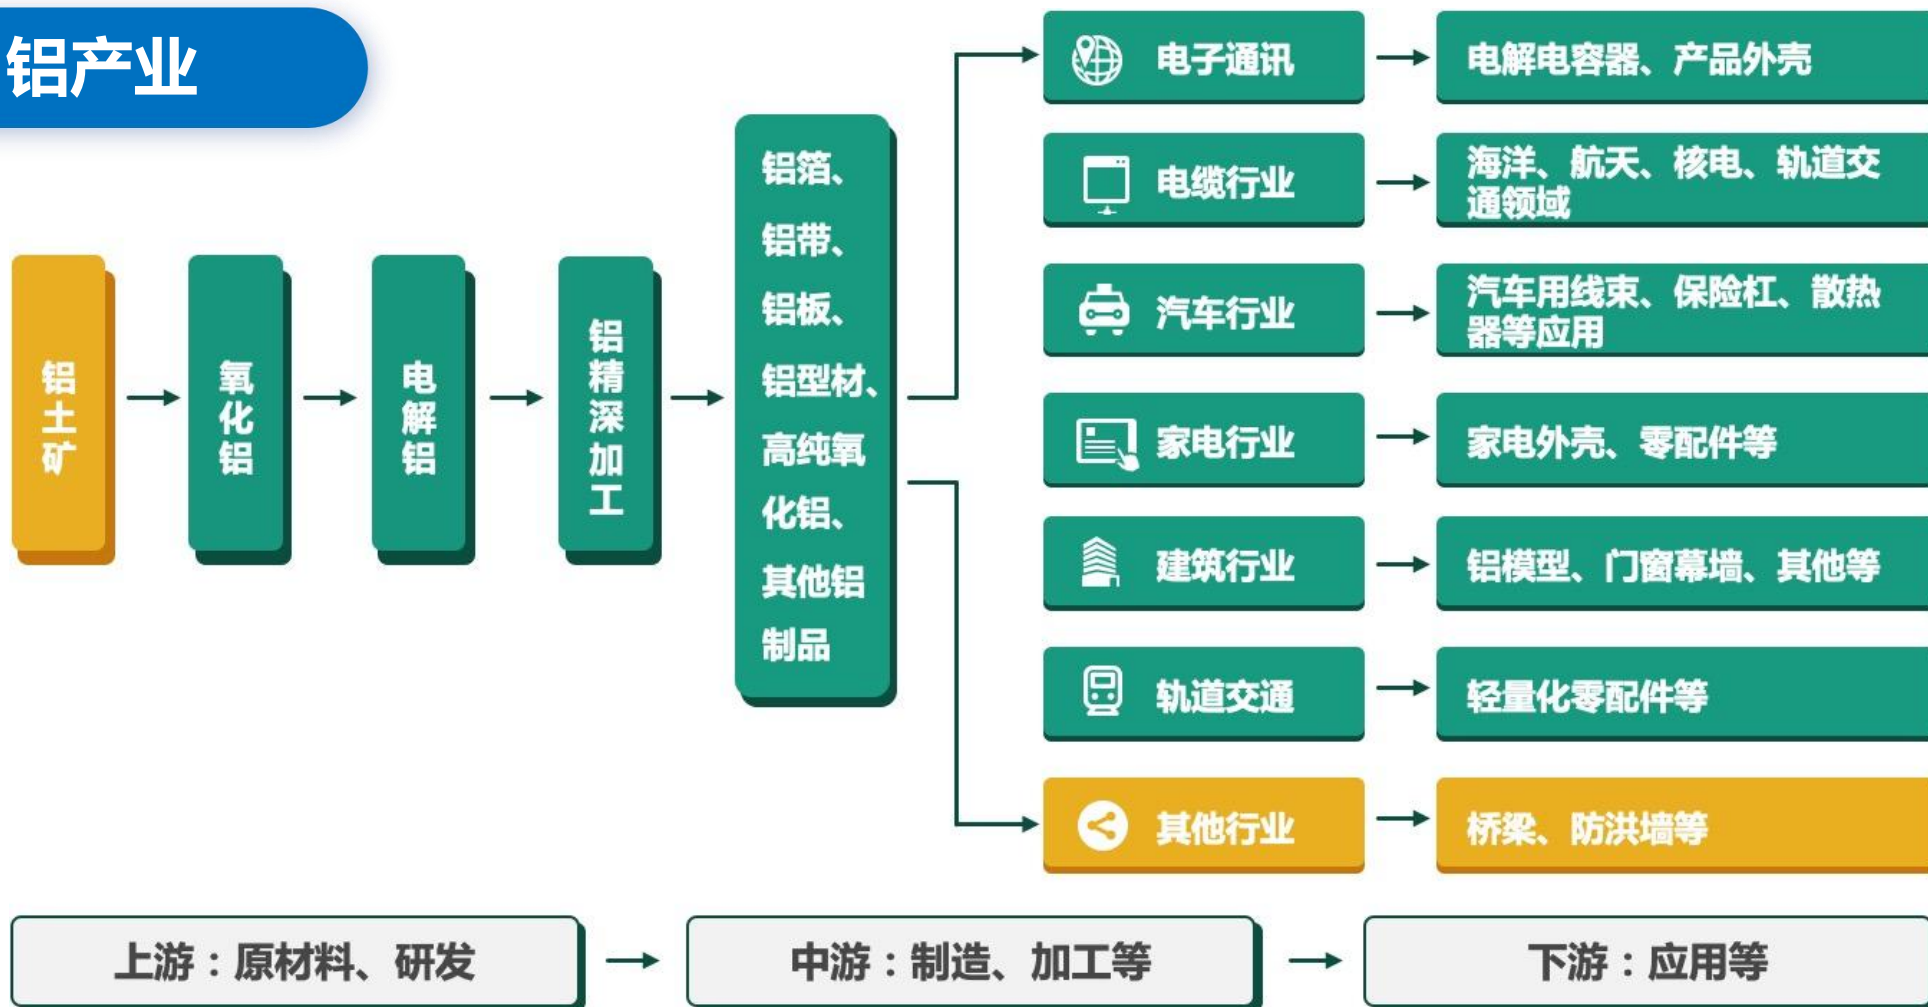 铝产业
铝土矿
氧化铝
电解铝
铝精深加工
铝箔、
铝带、
铝板、
铝型材、
高纯氧
化铝、
其他铝
制品
电子通讯
电解电容器、产品外壳
电缆行业
海洋、航天、核电、轨道交
通领域
汽车行业
汽车用线束、保险杠、散热
器等应用
家电行业
家电外壳、零配件等
建筑行业
铝模型、门窗幕墙、其他等
轨道交通
轻量化零配件等
其他行业
桥梁、防洪墙等
上游：原材料、研发
中游：制造、加工等
下游：应用等